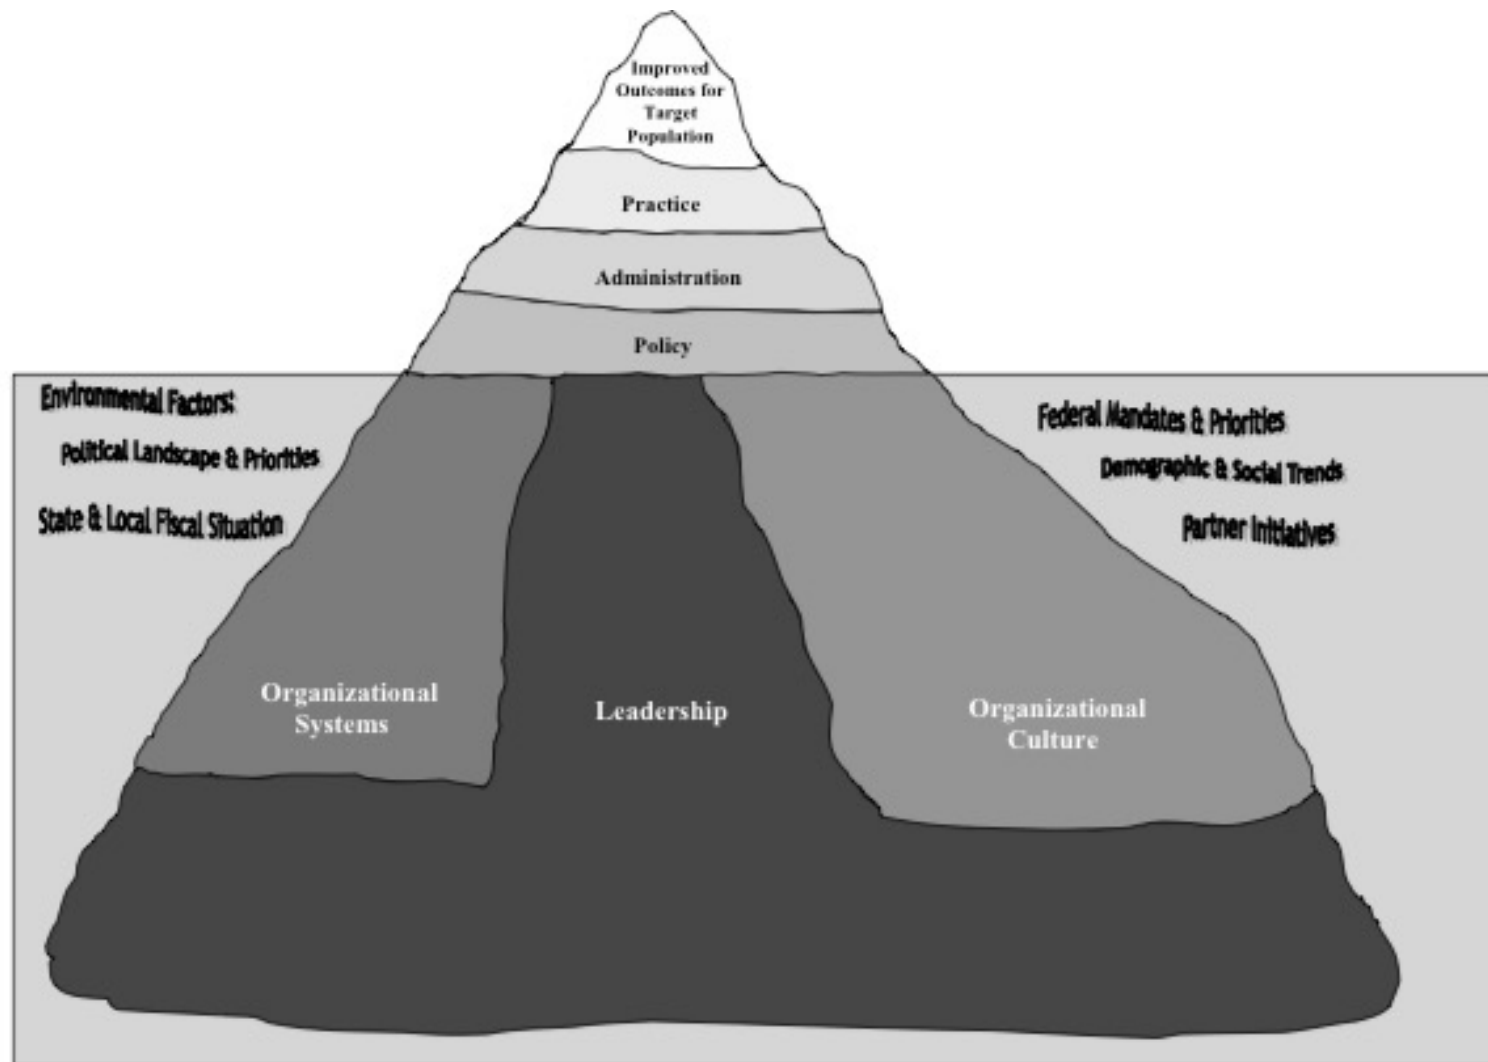 Improved
Outcomes for
Target
Population
Practice
Administration
Policy
Environmental Factors:
Political Landscape & Priorities
State & Local Fiscal Situation
Federal Mandates & Priorities
Demographic & Social Trends
Partner Initiatives
Organizational
Systems
Leadership
Organizational
Culture